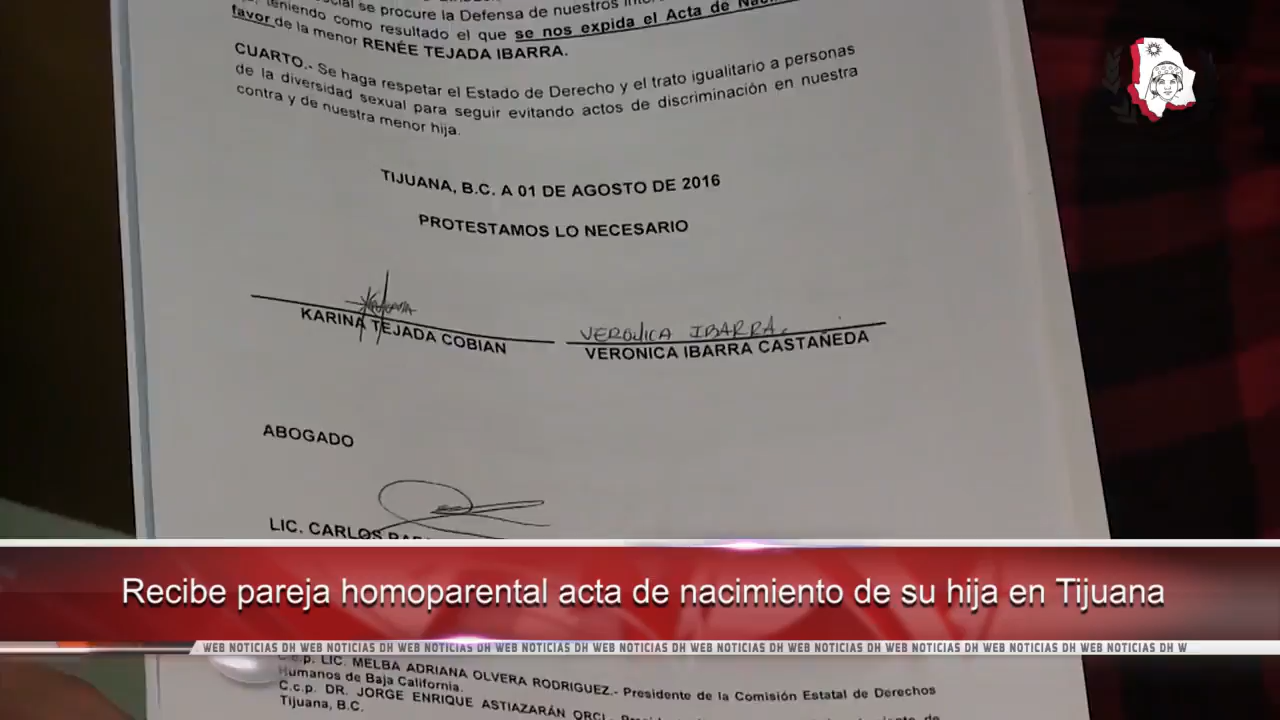 social se procure la Defensa de nuestros
teniendo como resultado el que se nos expida el Acta de
favor de la menor RENÉE TEJADA IBARRA.
CUARTO.- Se haga respetar el Estado de Derecho y el trato igualitario a personas
de la diversidad sexual para seguir evitando actos de discriminación en nuestra
contra y de nuestra menor hija.
TIJUANA, B.C. A 01 DE AGOSTO DE 2016
PROTESTAMOS LO NECESARIO
KARINA TEJADA COBIAN
VERONICA IBARRA.
VERONICA IBARRA CASTAÑEDA
ABOGADO
LIC. CARLOS
Recibe pareja homoparental acta de nacimiento de su hija en Tijuana
WEB NOTICIAS DH WEB NOTICIAS DH WEB NOTICIAS DH WEB NOTICIAS DH WEB NOTICIAS DH WEB NOTICIAS DH WEB NOTICIAS DH WEB NOTICIAS DH WEB NOTICIAS DH WEB NOTICIAS DH W
C.c.p. LIC. MELBA ADRIANA OLVERA RODRIGUEZ.- Presidente de la Comisión Estatal de Derechos
Humanos de Baja California.
C.c.p. DR. JORGE ENRIQUE ASTIAZARÁN ORCI.-
Tijuana, B.C.